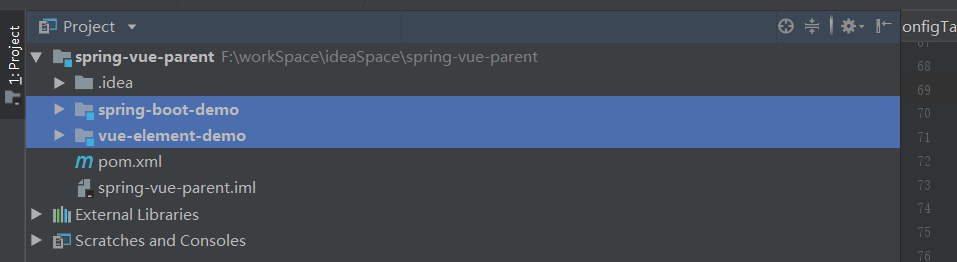 Project
onfigTa
1: Project
67
spring-vue-parent F:\workSpace\ideaSpace\spring-vue-parent
68
.idea
69
spring-boot-demo
70
vue-element-demo
71
pom.xml
72
spring-vue-parent.iml
73
External Libraries
74
Scratches and Consoles
75
76